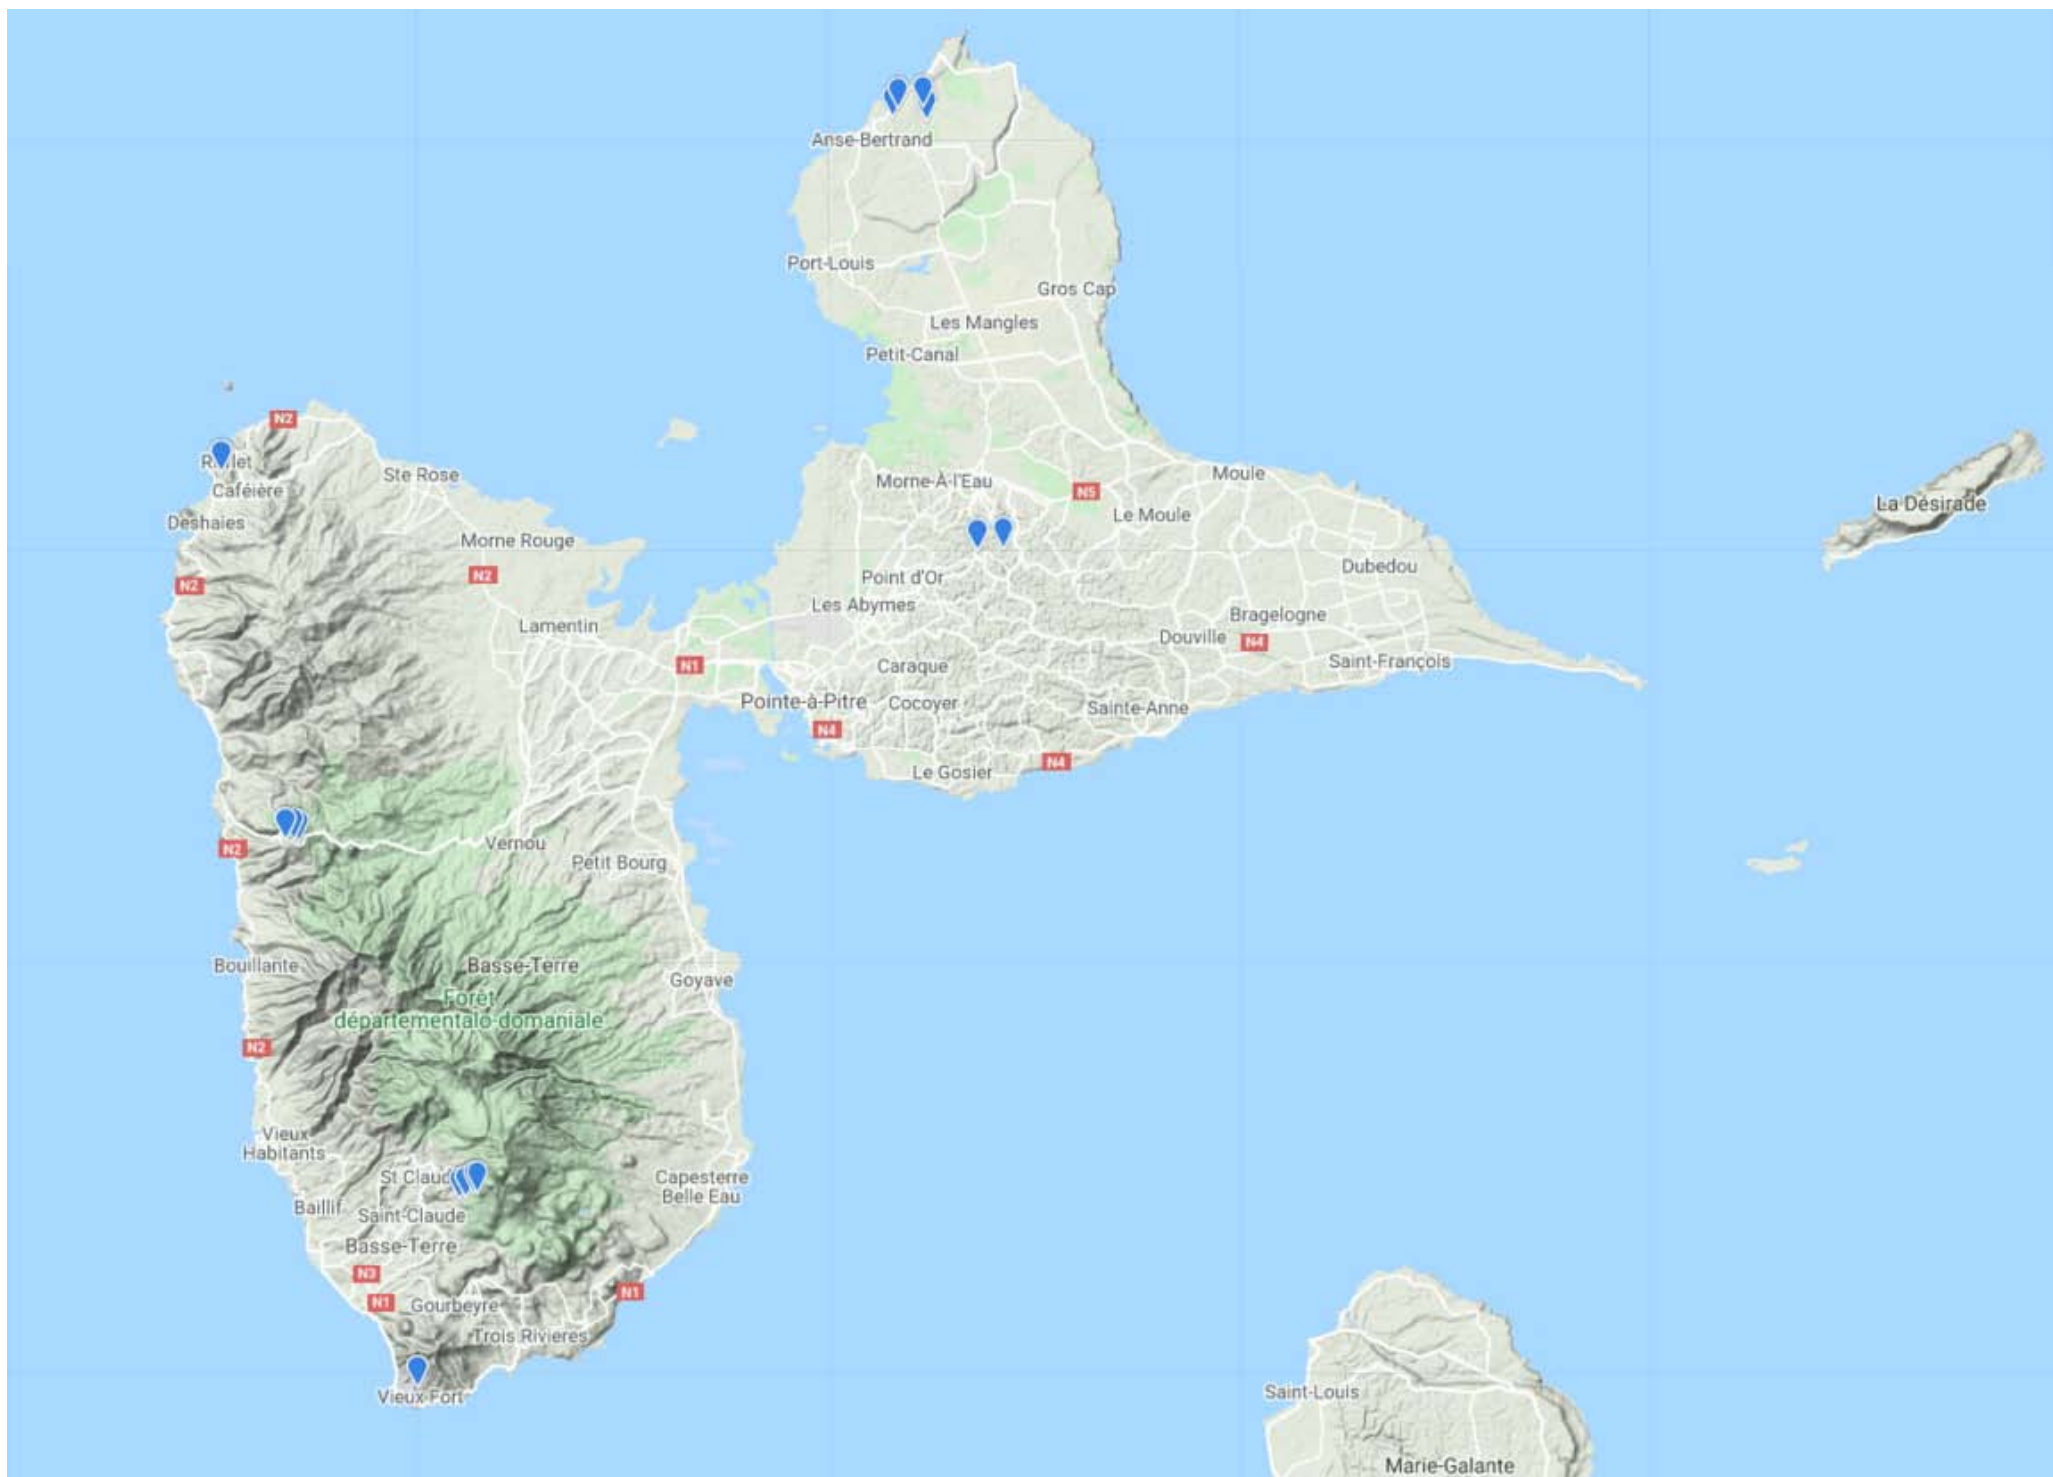 Anse-Bertrand
Port-Louis
Gros Cap
Les Mangles
Petit-Canal
N2
Caféière
Ste Rose
Deshaies
Morne Rouge
N2
N2
Lamentin
Morne-À-l'Eau
N5
Moule
Le Moule
La Désirade
Point d'Or
Dubedou
Les Abymes
Bragelogne
Douville
N4
N1
Caraque
Saint-François
Pointe-à-Pitre
Cocoyer
Sainte-Anne
N4
N4
Le Gosier
N2
Vernou
Petit Bourg
Bouillante
Basse-Terre
Goyave
Forêt
départementalo-domaniale
N2
Vieux
Habitants
Capesterre
Belle Eau
Baillif
Saint-Claude
Basse-Terre
N3
N1
N1
Gourbeyre
Trois Rivieres
Vieux Fort
Saint-Louis
Marie-Galante